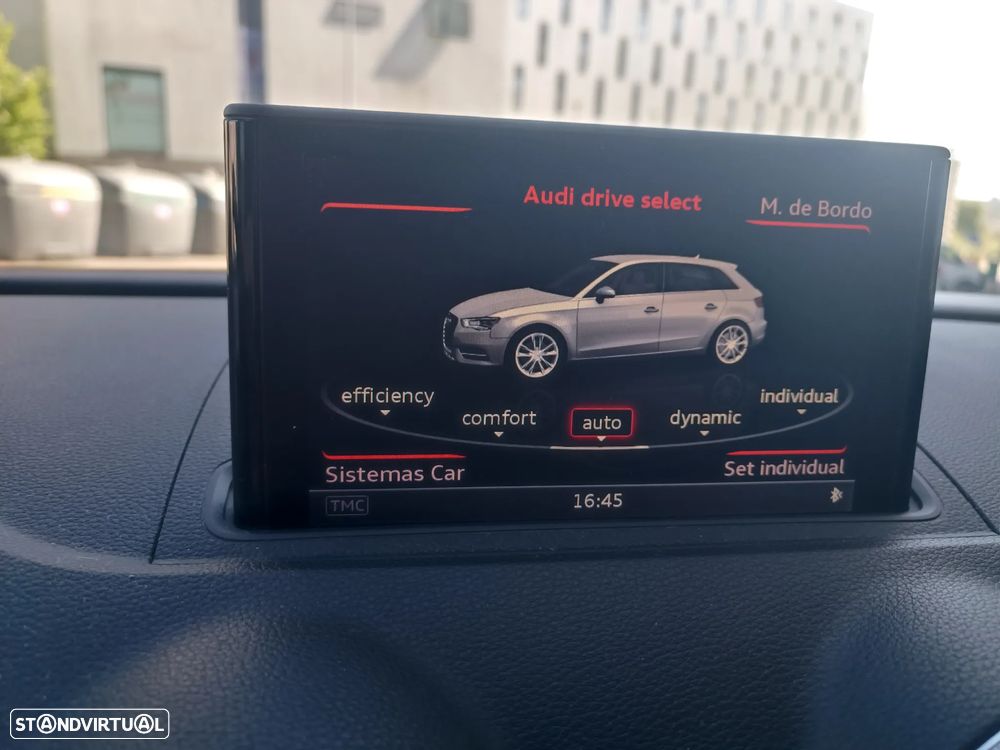 Audi drive select
M. de Bordo
efficiency
comfort
auto
dynamic
individual
Sistemas Car
Set individual
TMC
16:45
STANDVIRTUAL